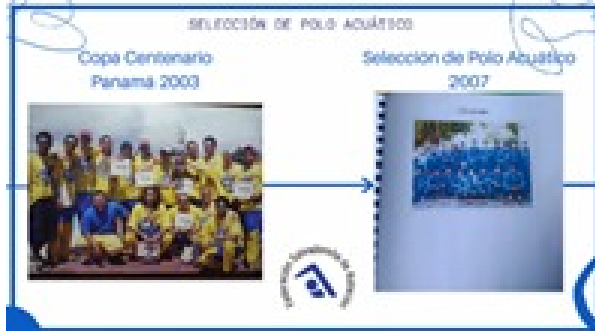 SELECCIÓN DE POLO ACUÁTICO
Copa Centenario
Panamá 2003
Selección de Polo Acuático
2007